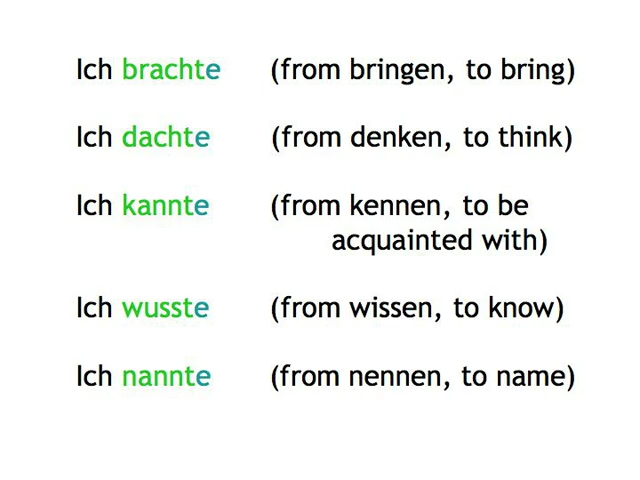 Ich brachte (from bringen, to bring)
Ich dachte (from denken, to think)
Ich kannte (from kennen, to be
acquainted with)
Ich wusste (from wissen, to know)
Ich nannte (from nennen, to name)